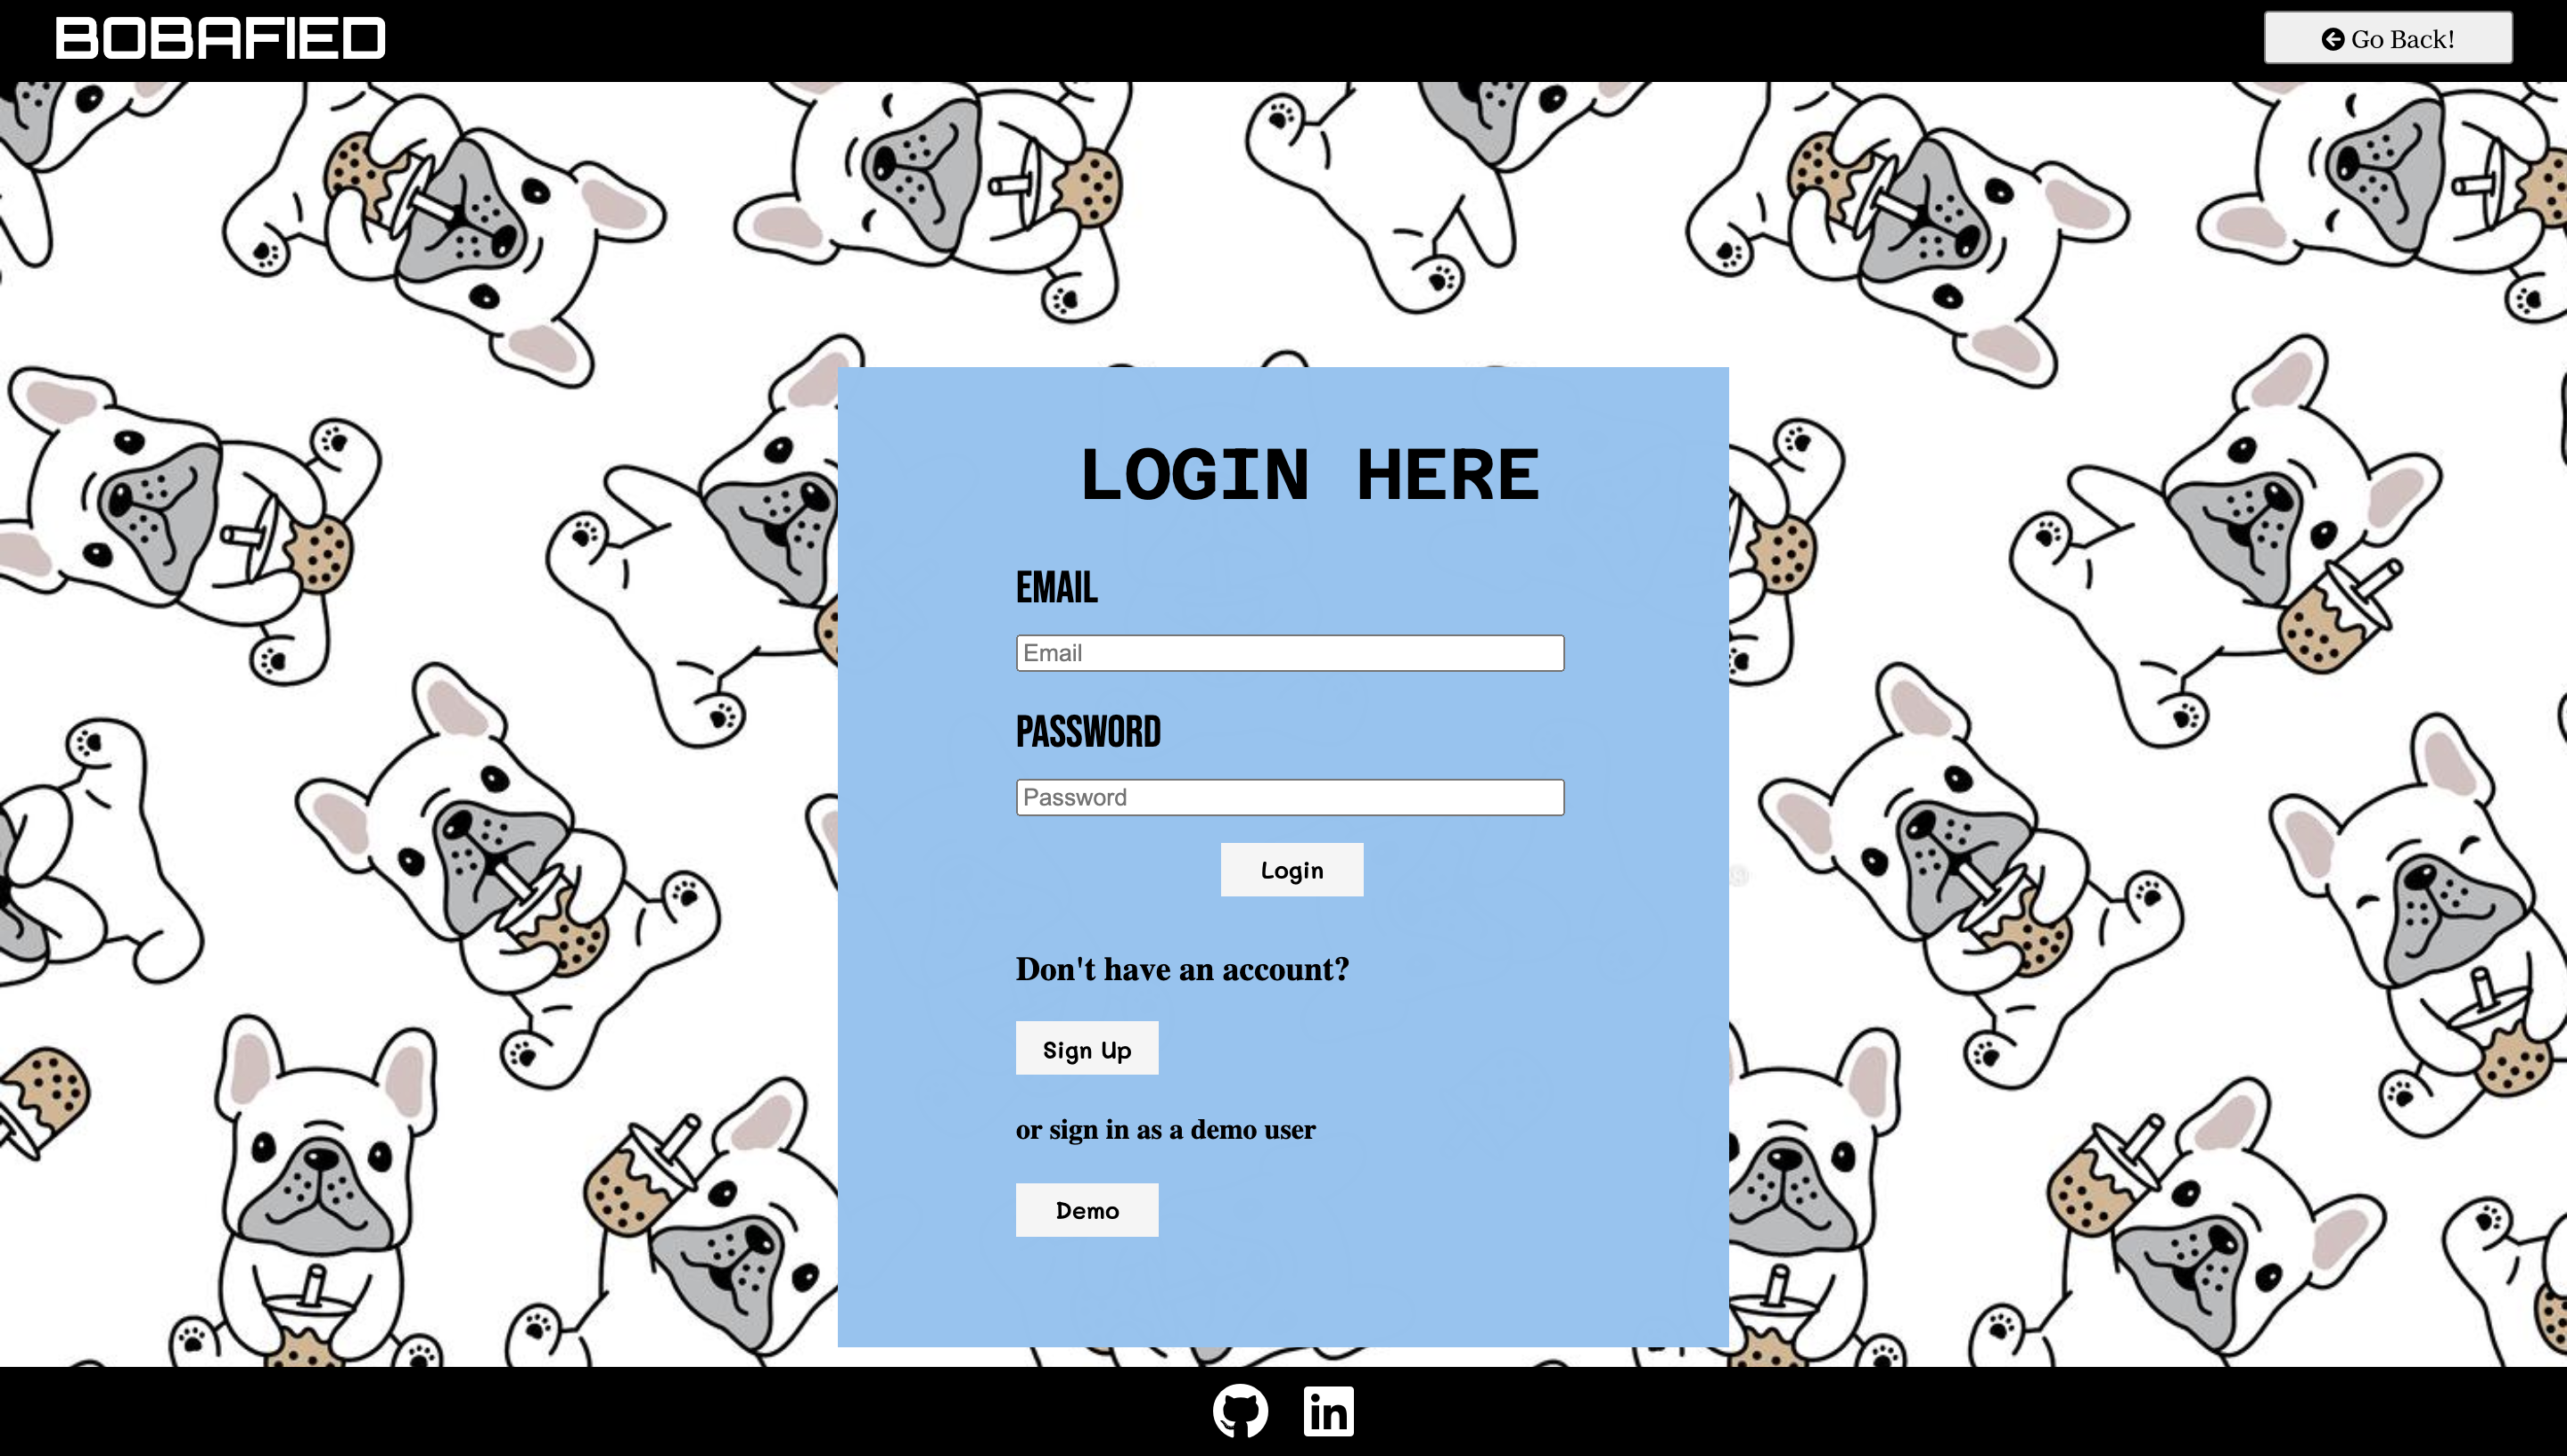 BOBAFIED
Go Back!
LOGIN HERE
EMAIL
Email
PASSWORD
Password
Login
Don't have an account?
Sign Up
or sign in as a demo user
Demo
in